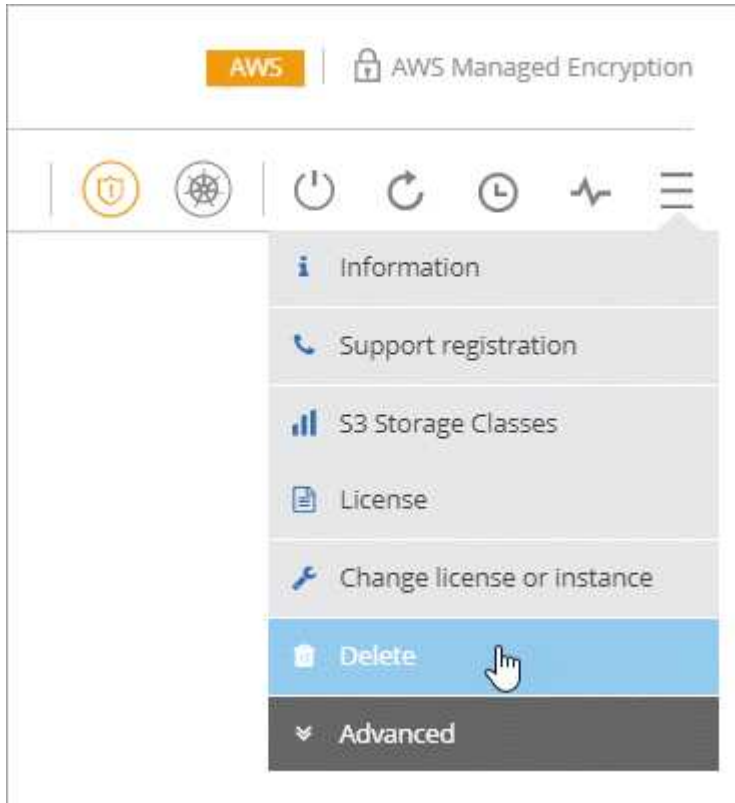 AWS AWS Managed Encryption
Information
Support registration
S3 Storage Classes
License
Change license or instance
Delete
Advanced